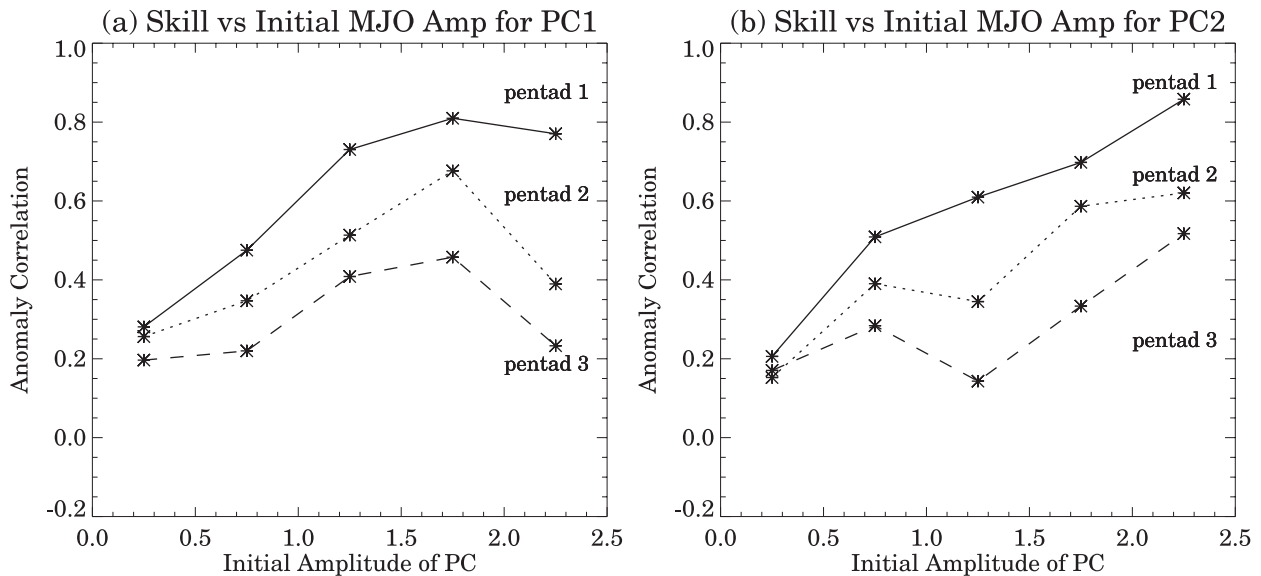 (a) Skill vs Initial MJO Amp for PC1
1.0
0.8
0.6
0.4
0.2
0.0
-0.2
Anomaly Correlation
pentad 1
pentad 2
pentad 3
0.0 0.5 1.0 1.5 2.0 2.5
Initial Amplitude of PC
(b) Skill vs Initial MJO Amp for PC2
1.0
0.8
0.6
0.4
0.2
0.0
-0.2
Anomaly Correlation
pentad 1
pentad 2
pentad 3
0.0 0.5 1.0 1.5 2.0 2.5
Initial Amplitude of PC